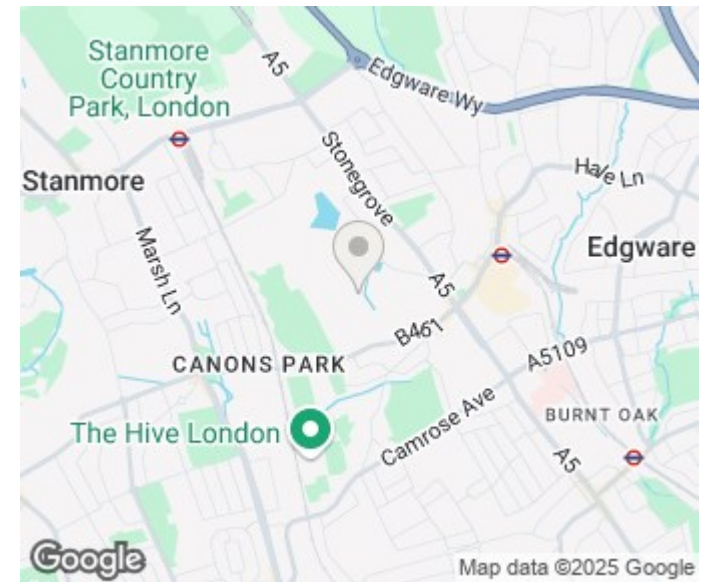 Stanmore
Country
Park, London
A5
Edgware Wy
Stonegrove
Hale Ln
Stanmore
Marsh Ln
Edgware
A5
B461
CANONS PARK
A5109
Camrose Ave
BURNT OAK
The Hive London
A5
Google
Map data ©2025 Google